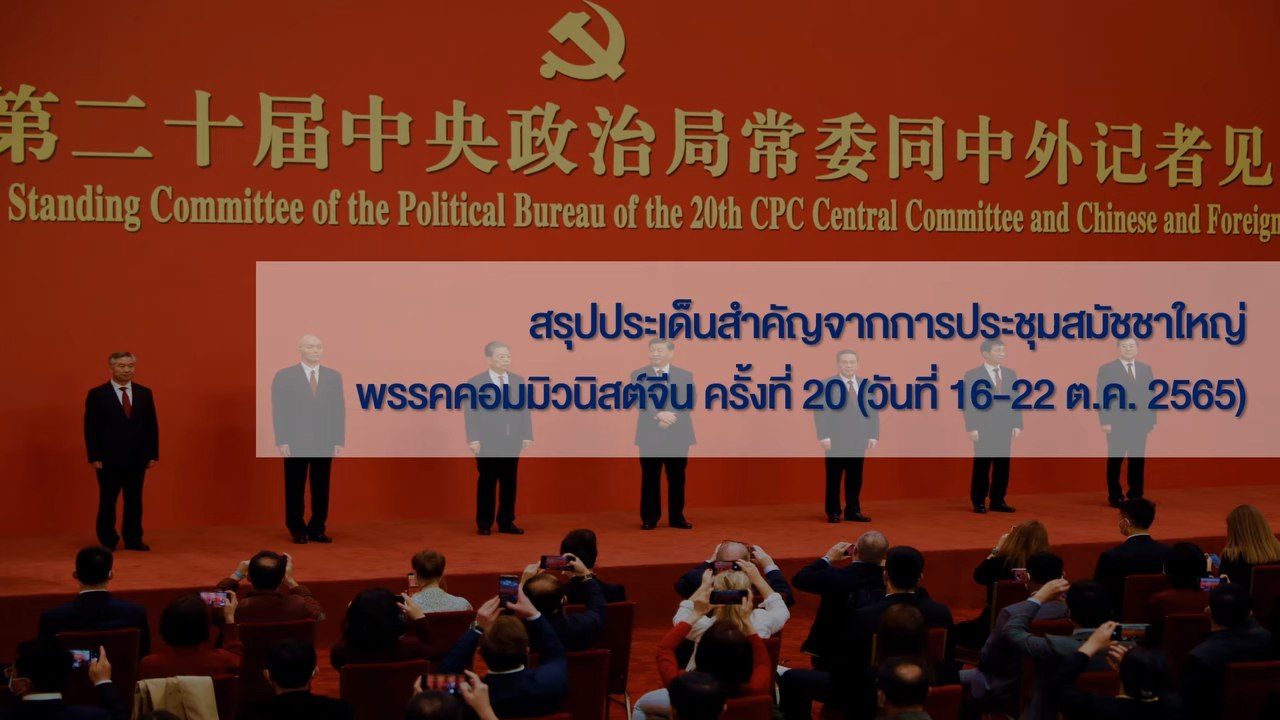 第二十届中央政治局常委同中外记者见
Standing Committee of the Political Bureau of the 20th CPC Central Committee and Chinese and Foreign
สรุปประเด็นสำคัญจากการประชุมสมัชชาใหญ่
พรรคคอมมิวนิสต์จีน ครั้งที่ 20 (วันที่ 16-22 ต.ค. 2565)